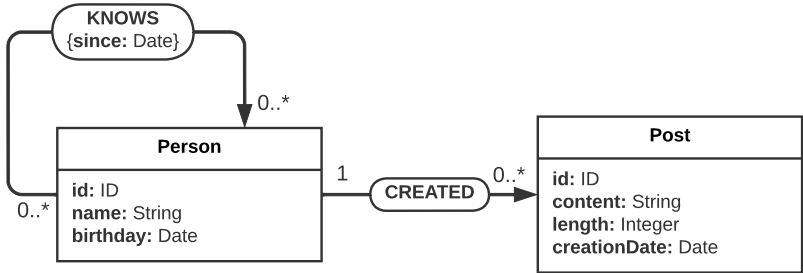 KNOWS
{since: Date}
0..*
Person
id: ID
name: String
birthday: Date
0..*
1
CREATED
0..*
Post
id: ID
content: String
length: Integer
creationDate: Date